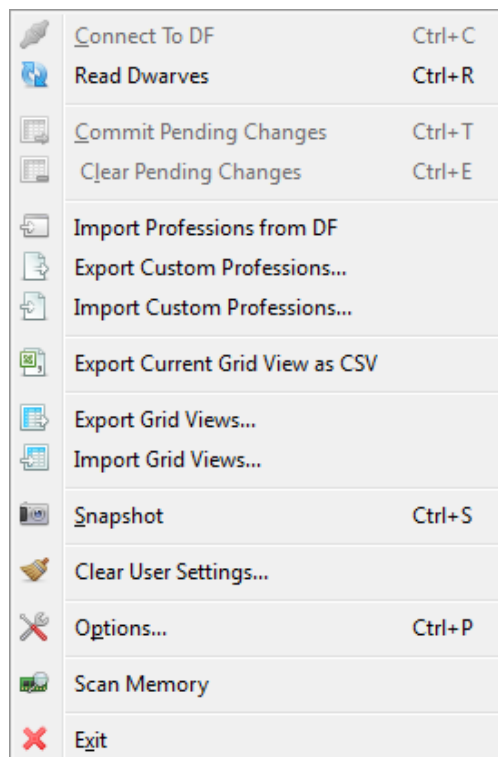 Connect To DF Ctrl+C
Read Dwarves Ctrl+R
Commit Pending Changes Ctrl+T
Clear Pending Changes Ctrl+E
Import Professions from DF
Export Custom Professions...
Import Custom Professions...
Export Current Grid View as CSV
Export Grid Views...
Import Grid Views...
Snapshot Ctrl+S
Clear User Settings...
Options... Ctrl+P
Scan Memory
Exit